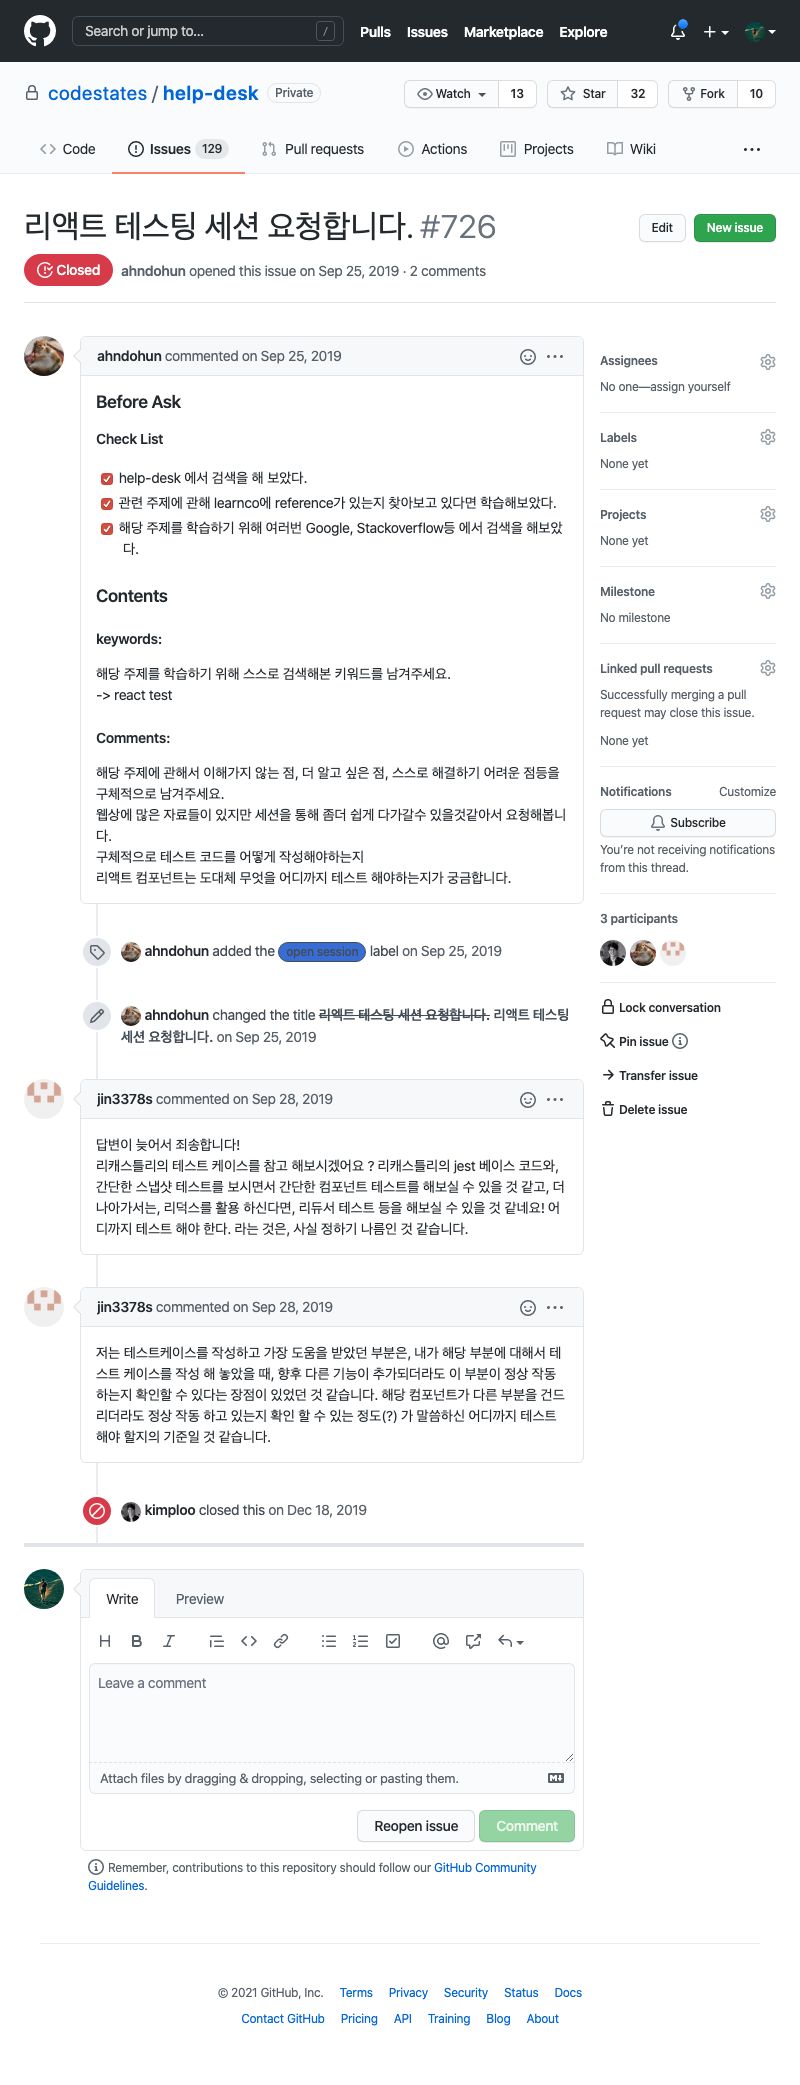 Search or jump to... /
Pulls Issues Marketplace Explore
codestates / help-desk Private
Watch 13 Star 32 Fork 10
Code Issues 129 Pull requests Actions Projects Wiki ...
리액트 테스팅 세션 요청합니다. #726
Edit New issue
Closed ahndohun opened this issue on Sep 25, 2019 · 2 comments
ahndohun commented on Sep 25, 2019
Before Ask
Check List
help-desk 에서 검색을 해 보았다.
관련 주제에 관해 learnco에 reference가 있는지 찾아보고 있다면 학습해보았다.
해당 주제를 학습하기 위해 여러번 Google, Stackoverflow등 에서 검색을 해보았
다.
Contents
keywords:
해당 주제를 학습하기 위해 스스로 검색해본 키워드를 남겨주세요.
-> react test
Comments:
해당 주제에 관해서 이해가지 않는 점, 더 알고 싶은 점, 스스로 해결하기 어려운 점등을
구체적으로 남겨주세요.
웹상에 많은 자료들이 있지만 세션을 통해 좀더 쉽게 다가갈수 있을것같아서 요청해봅니
다.
구체적으로 테스트 코드를 어떻게 작성해야하는지
리액트 컴포넌트는 도대체 무엇을 어디까지 테스트 해야하는지가 궁금합니다.
ahndohun added the open session label on Sep 25, 2019
ahndohun changed the title 리엑트 테스팅 세션 요청합니다. 리액트 테스팅
세션 요청합니다. on Sep 25, 2019
jin3378s commented on Sep 28, 2019
답변이 늦어서 죄송합니다!
리캐스틀리의 테스트 케이스를 참고 해보시겠어요 ? 리캐스틀리의 jest 베이스 코드와,
간단한 스냅샷 테스트를 보시면서 간단한 컴포넌트 테스트를 해보실 수 있을 것 같고, 더
나아가서는, 리덕스를 활용 하신다면, 리듀서 테스트 등을 해보실 수 있을 것 같네요! 어
디까지 테스트 해야 한다. 라는 것은, 사실 정하기 나름인 것 같습니다.
jin3378s commented on Sep 28, 2019
저는 테스트케이스를 작성하고 가장 도움을 받았던 부분은, 내가 해당 부분에 대해서 테
스트 케이스를 작성 해 놓았을 때, 향후 다른 기능이 추가되더라도 이 부분이 정상 작동
하는지 확인할 수 있다는 장점이 있었던 것 같습니다. 해당 컴포넌트가 다른 부분을 건드
리더라도 정상 작동 하고 있는지 확인 할 수 있는 정도(?) 가 말씀하신 어디까지 테스트
해야 할지의 기준일 것 같습니다.
kimploo closed this on Dec 18, 2019
Assignees
No one—assign yourself
Labels
None yet
Projects
None yet
Milestone
No milestone
Linked pull requests
Successfully merging a pull
request may close this issue.
None yet
Notifications Customize
Subscribe
You're not receiving notifications
from this thread.
3 participants
Lock conversation
Pin issue
Transfer issue
Delete issue
Write Preview
H B I @
Leave a comment
Attach files by dragging & dropping, selecting or pasting them.
Reopen issue Comment
Remember, contributions to this repository should follow our GitHub Community
Guidelines.
© 2021 GitHub, Inc. Terms Privacy Security Status Docs
Contact GitHub Pricing API Training Blog About